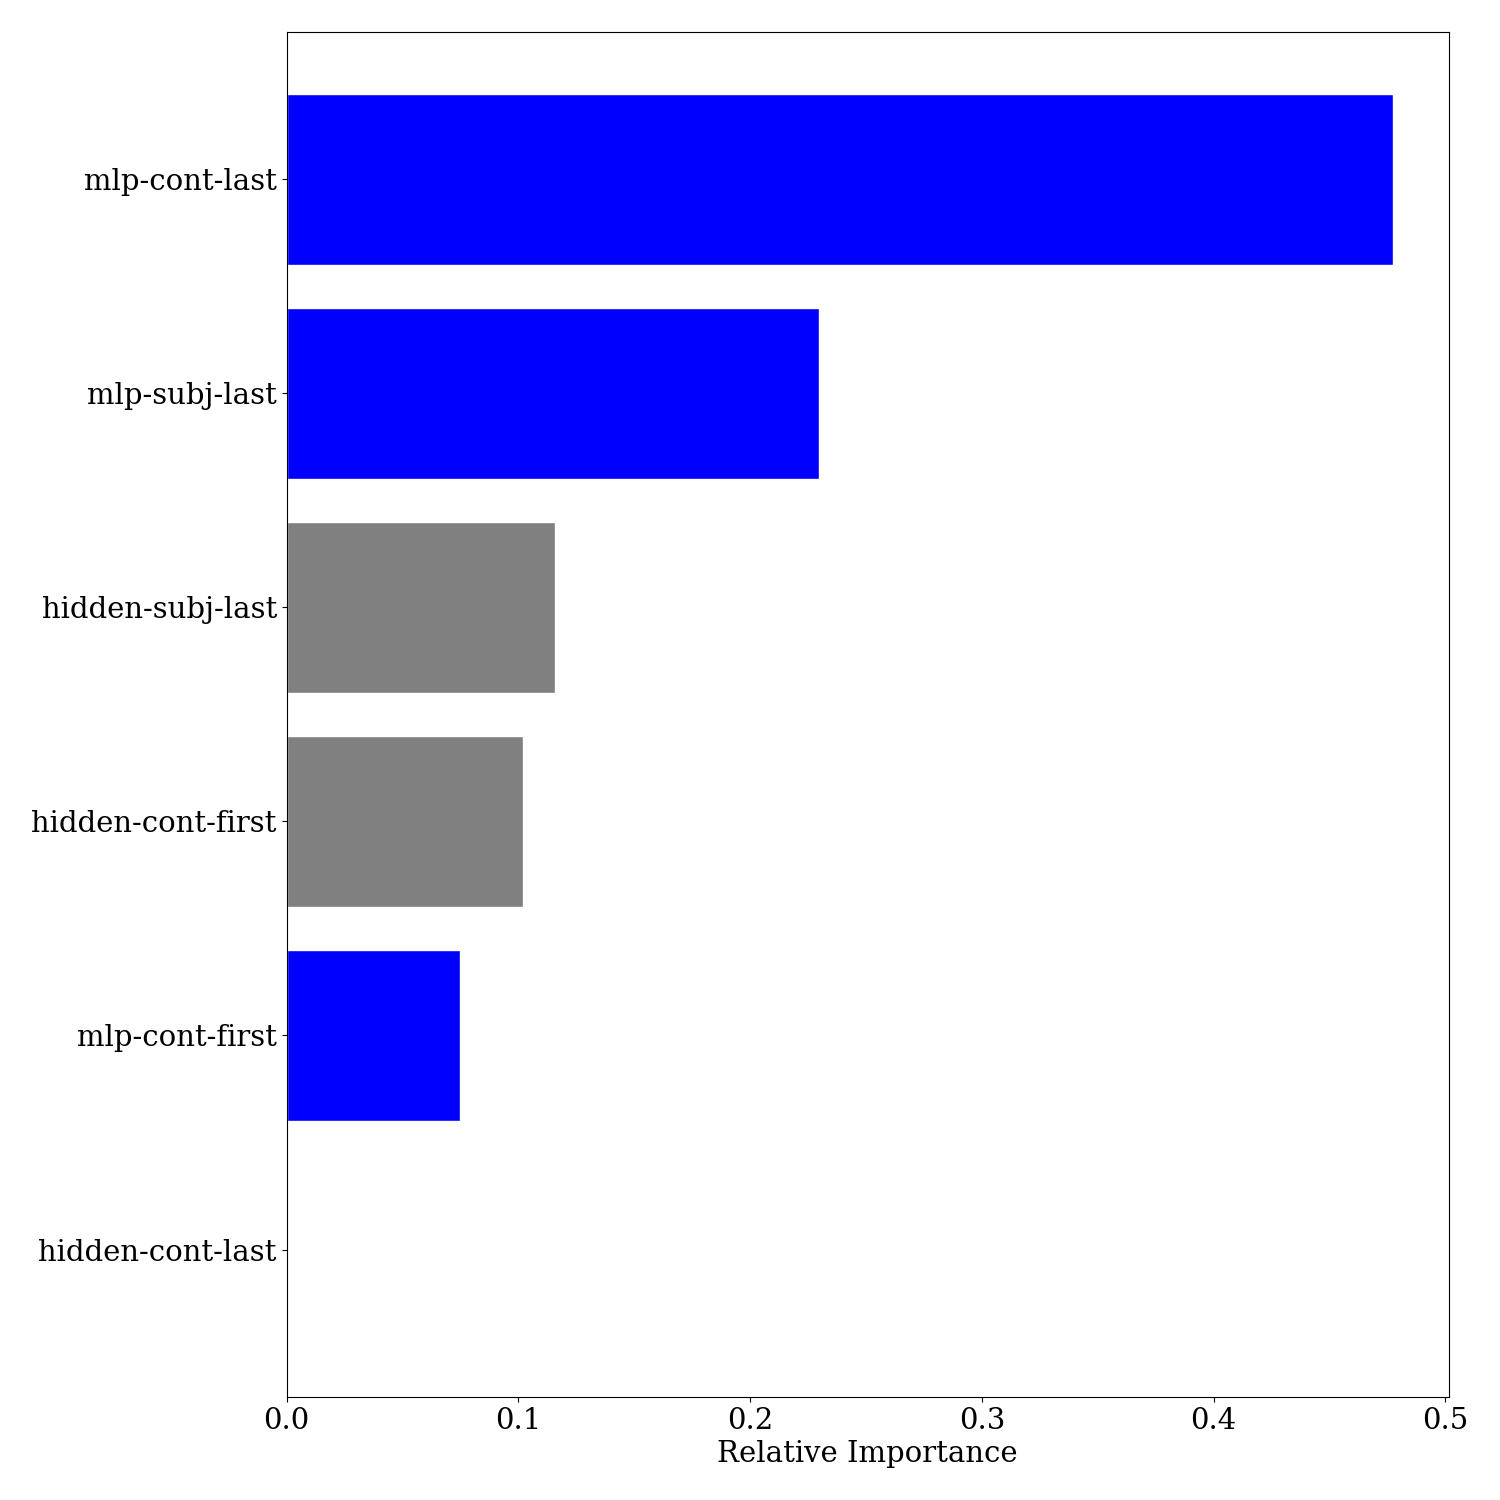 mlp-cont-last
mlp-subj-last
hidden-subj-last
hidden-cont-first
mlp-cont-first
hidden-cont-last
0.0 0.1 0.2 0.3 0.4 0.5
Relative Importance